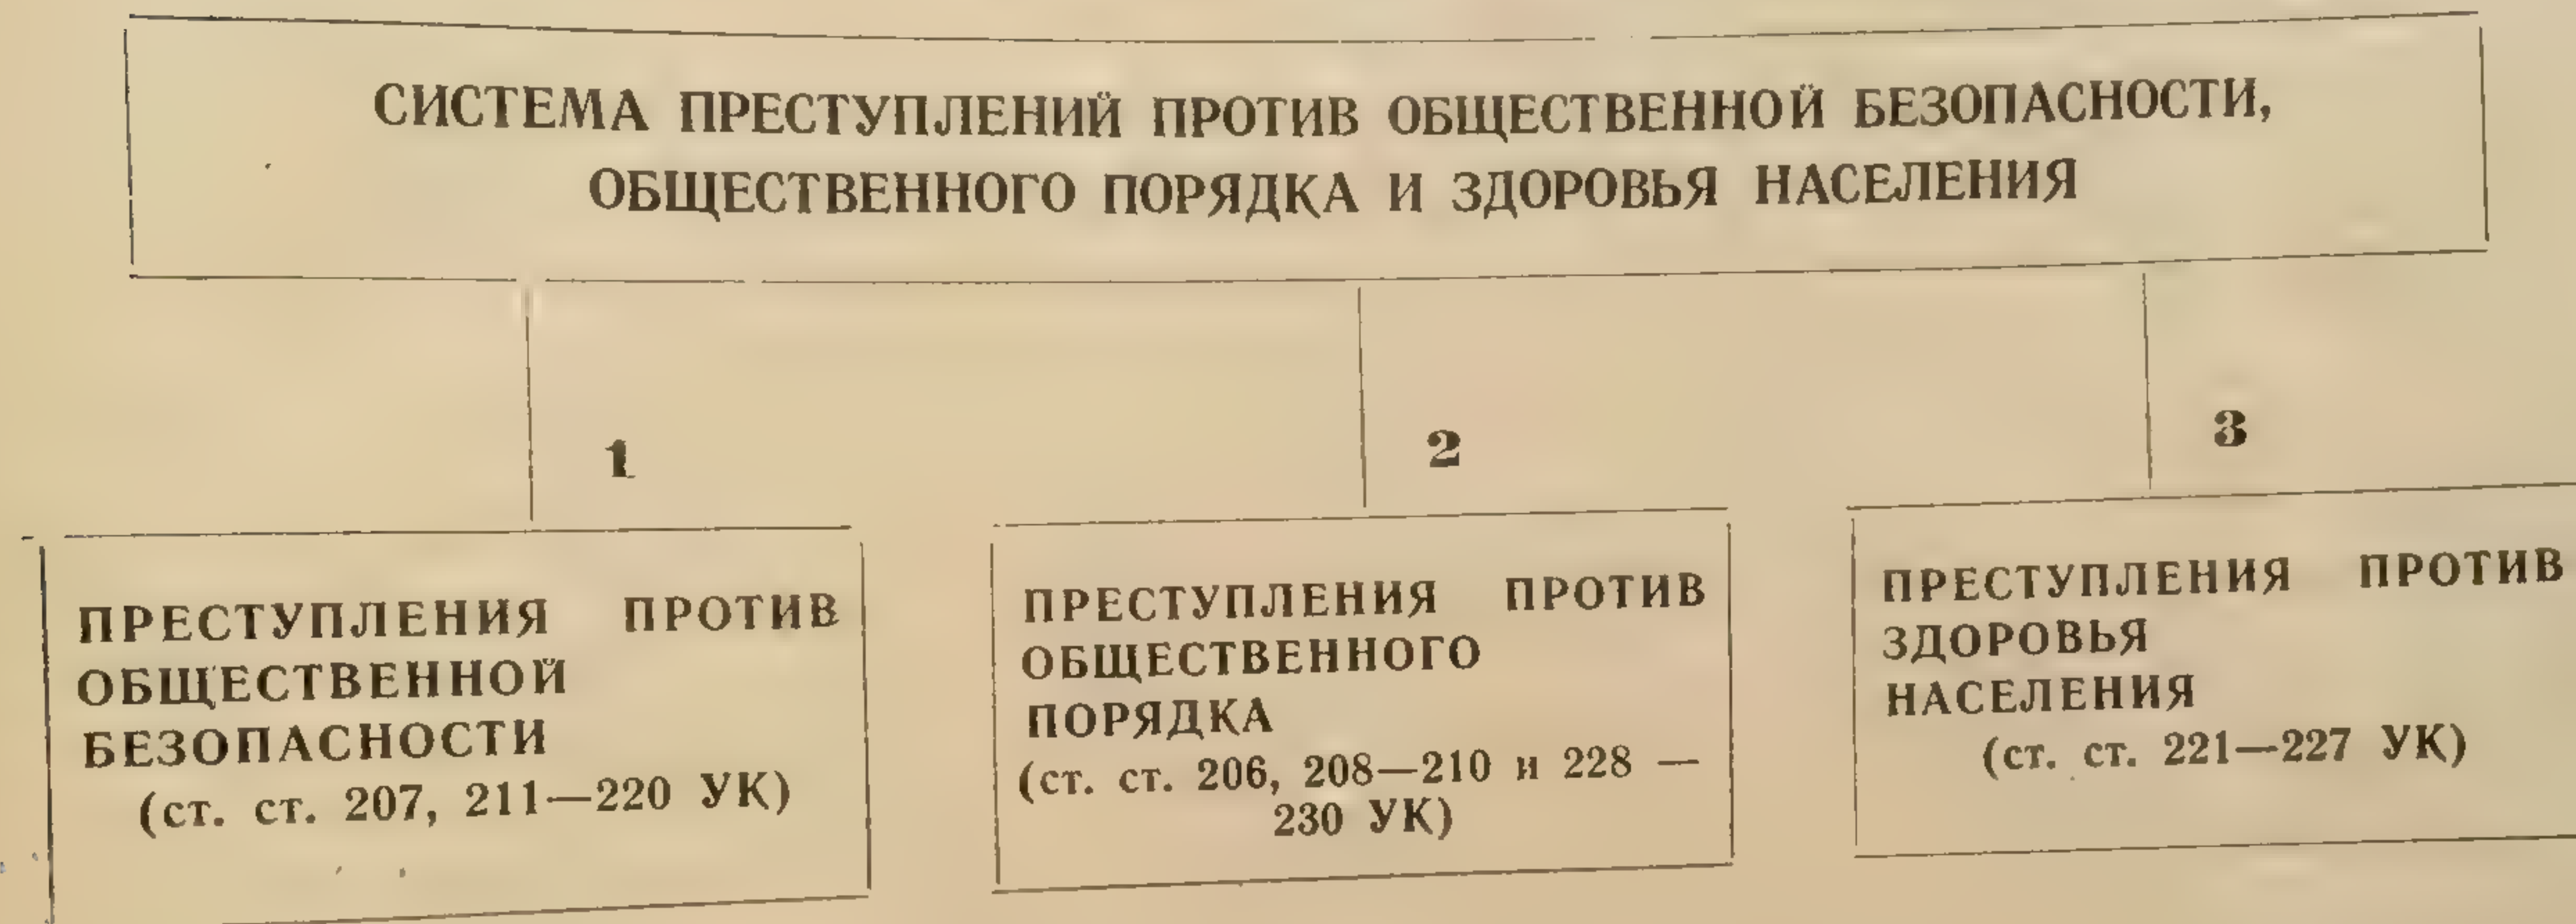 СИСТЕМА ПРЕСТУПЛЕНИЙ ПРОТИВ ОБЩЕСТВЕННОЙ БЕЗОПАСНОСТИ,
ОБЩЕСТВЕННОГО ПОРЯДКА И ЗДОРОВЬЯ НАСЕЛЕНИЯ
1
ПРЕСТУПЛЕНИЯ ПРОТИВ
ОБЩЕСТВЕННОЙ
БЕЗОПАСНОСТИ
(ст. ст. 207, 211—220 УК)
2
ПРЕСТУПЛЕНИЯ ПРОТИВ
ОБЩЕСТВЕННОГО
ПОРЯДКА
(ст. ст. 206, 208—210 и 228 —
230 УК)
3
ПРЕСТУПЛЕНИЯ ПРОТИВ
ЗДОРОВЬЯ
НАСЕЛЕНИЯ
(ст. ст. 221—227 УК)